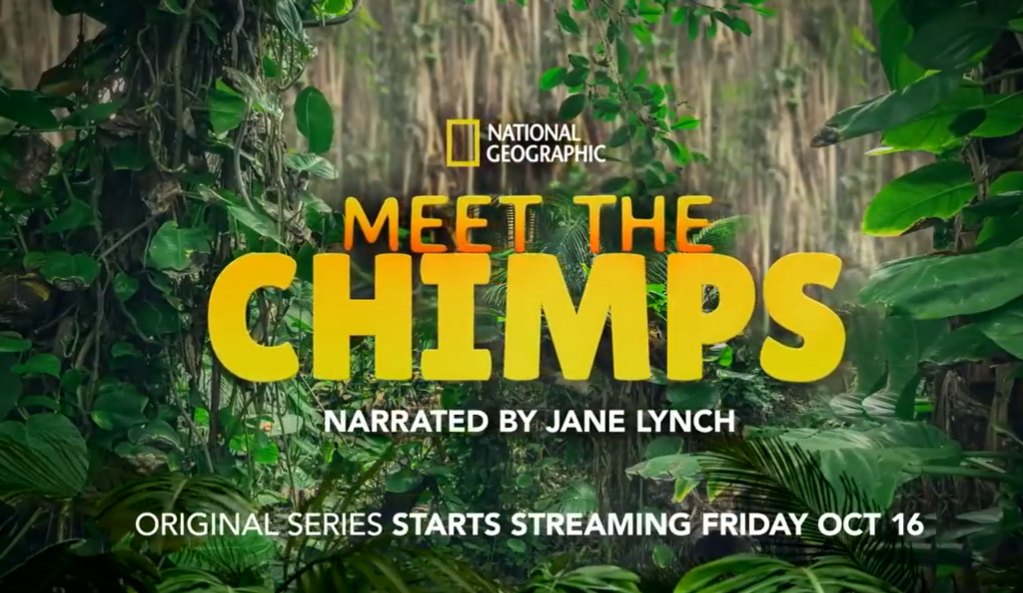 NATIONAL
GEOGRAPHIC
MEET THE
CHIMPS
NARRATED BY JANE LYNCH
ORIGINAL SERIES STARTS STREAMING FRIDAY OCT 16